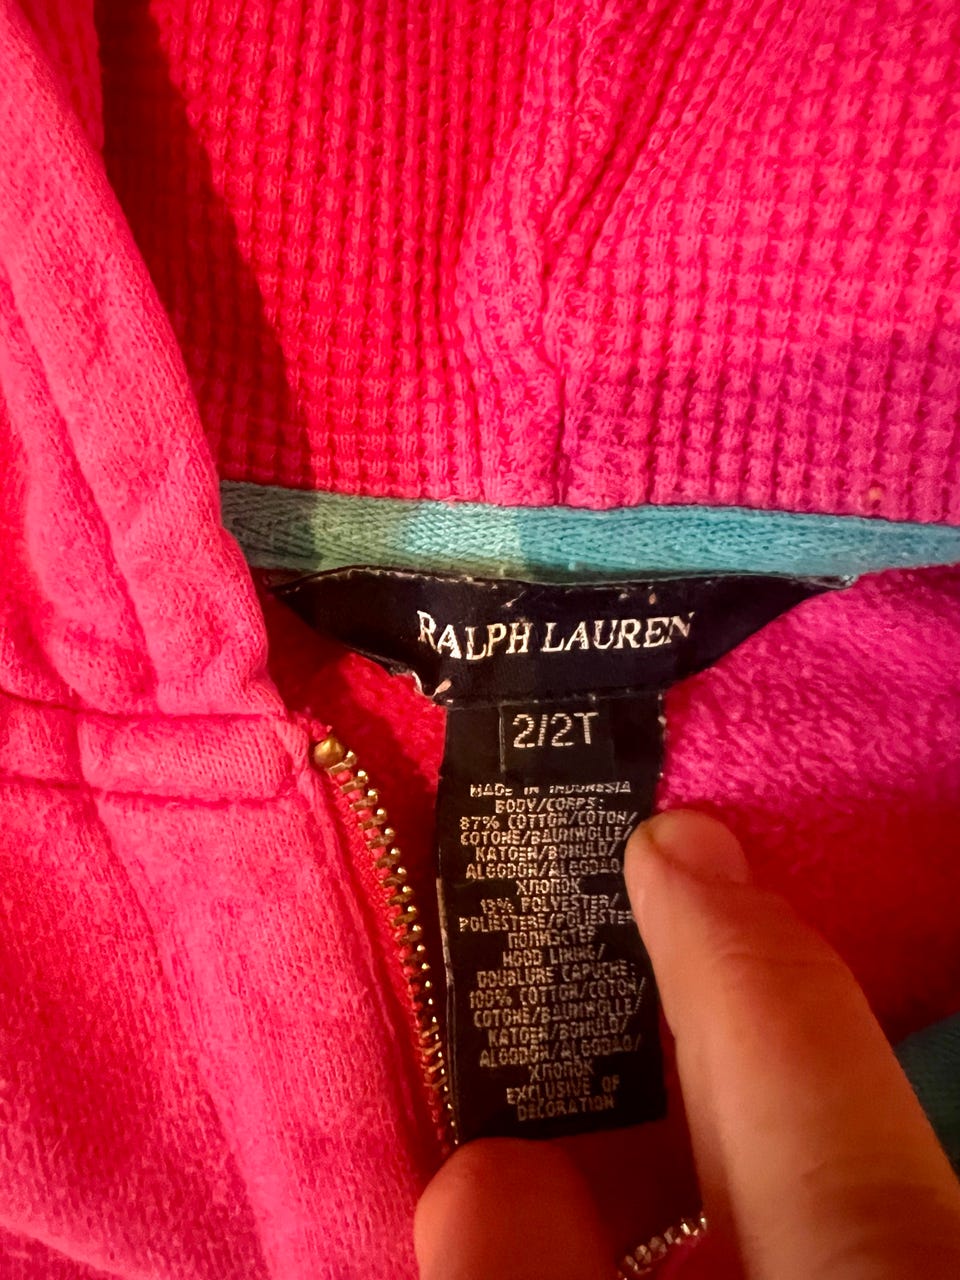 RALPH LAUREN
2/2T
MADE IN INDONESIA
BODY/CORPS:
87% COTTON/COTON/
COTONE/BAUMWOLLE/
KATOEN/BOMULD/
ALGODON/ALGODAO/
ХЛОПОК
13% POLYESTER/
POLIESTERE/POLIESTER
ПОЛИЭСТЕР
HOOD LINING/
DOUBLURE CAPUCHE:
100% COTTON/COTON/
COTONE/BAUMWOLLE/
KATOEN/BOMULD/
ALGODON/ALGODAO/
ХЛОПОК
EXCLUSIVE OF
DECORATION